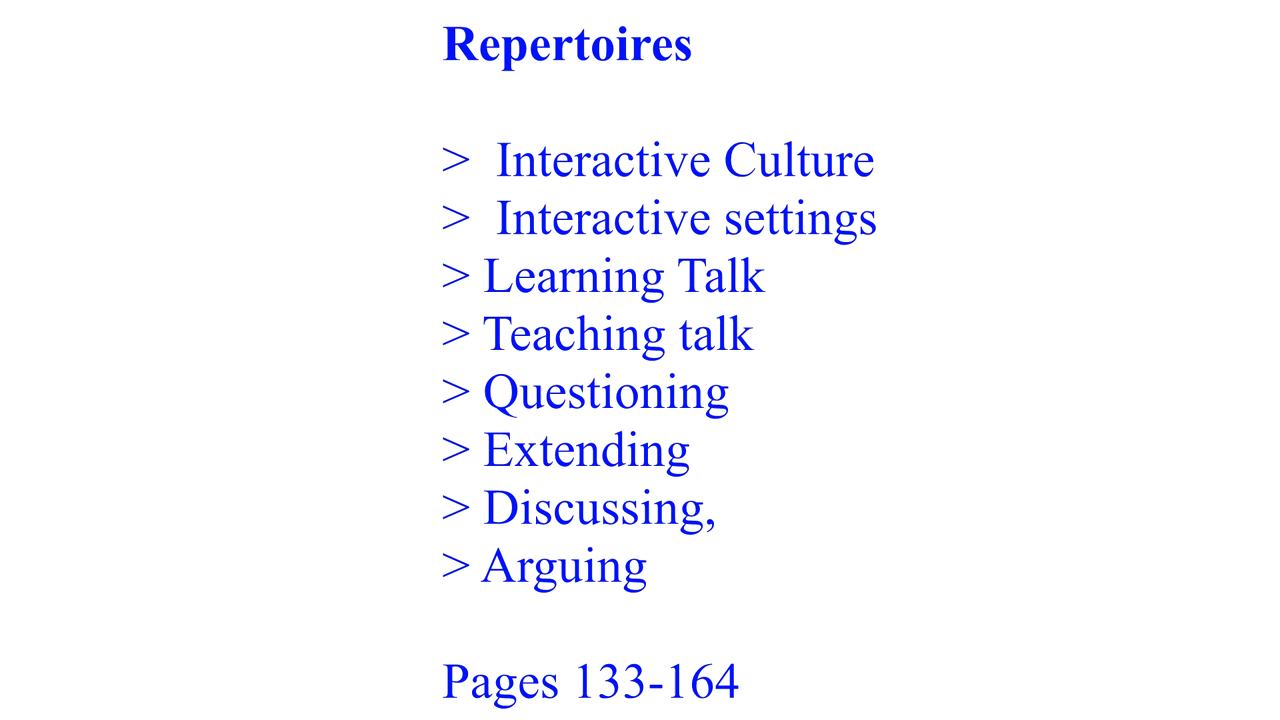 Repertoires
> Interactive Culture
> Interactive settings
> Learning Talk
> Teaching talk
> Questioning
> Extending
> Discussing,
> Arguing
Pages 133-164